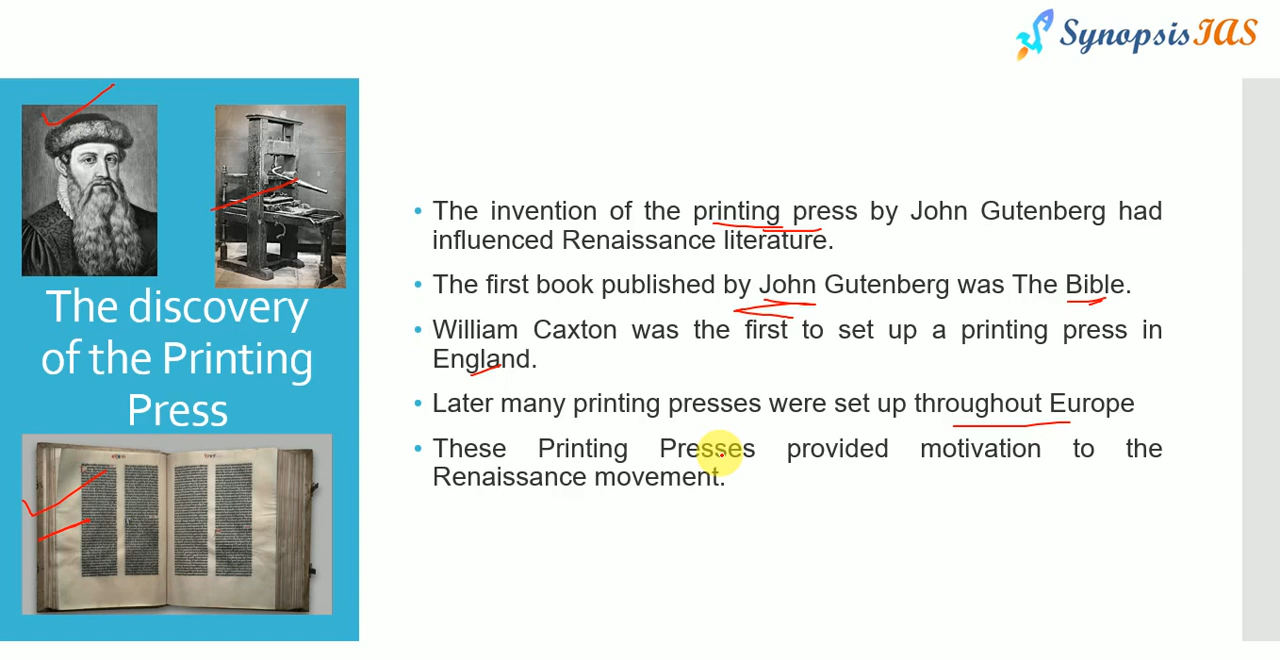 SynopsisIAS
The discovery
of the Printing
Press
• The invention of the printing press by John Gutenberg had
influenced Renaissance literature.
• The first book published by John Gutenberg was The Bible.
• William Caxton was the first to set up a printing press in
England.
• Later many printing presses were set up throughout Europe
• These Printing Presses provided motivation to the
Renaissance movement.